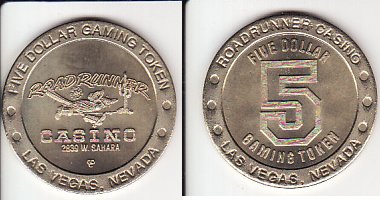 FIVE DOLLAR GAMING TOKEN
ROADRUNNER
CASINO
2839 W. SAHARA
LAS VEGAS, NEVADA
ROADRUNNER CASINO
FIVE DOLLAR
5
GAMING TOKEN
LAS VEGAS, NEVADA